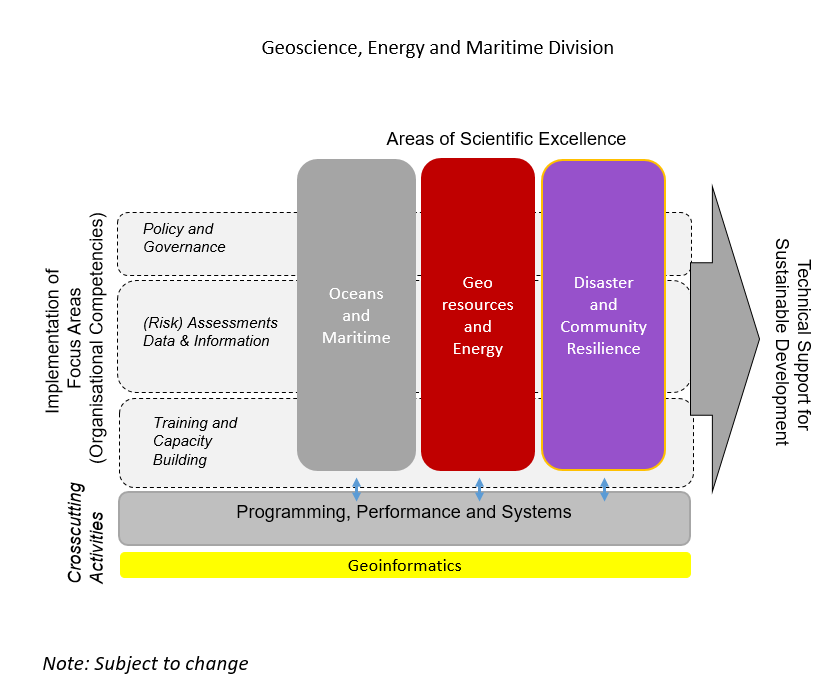 Geoscience, Energy and Maritime Division
Areas of Scientific Excellence
Implementation of
Focus Areas
(Organisational Competencies)
Policy and
Governance
(Risk) Assessments
Data & Information
Training and
Capacity
Building
Oceans
and
Maritime
Geo
resources
and
Energy
Disaster
and
Community
Resilience
Technical Support for
Sustainable Development
Crosscutting
Activities
Programming, Performance and Systems
Geoinformatics
Note: Subject to change